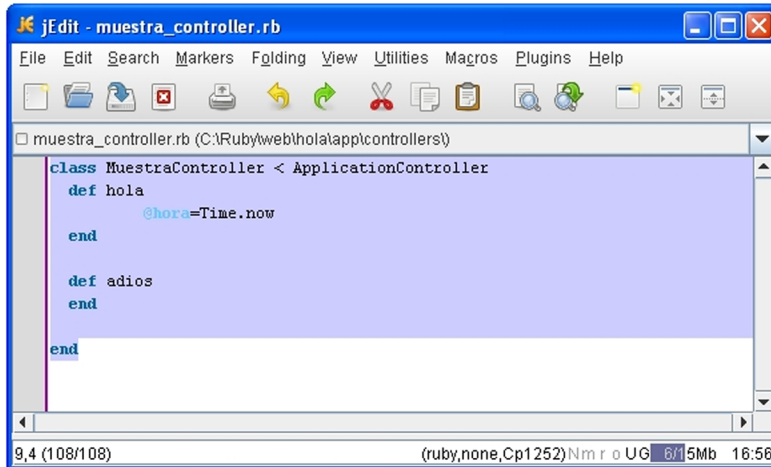 jEdit - muestra_controller.rb
File Edit Search Markers Folding View Utilities Macros Plugins Help
muestra_controller.rb (C:\Ruby\web\hola\app\controllers\)
class MuestraController < ApplicationController
def hola
@hora=Time.now
end
def adios
end
end
9,4 (108/108) (ruby,none,Cp1252) N m r o U G 6/15Mb 16:56